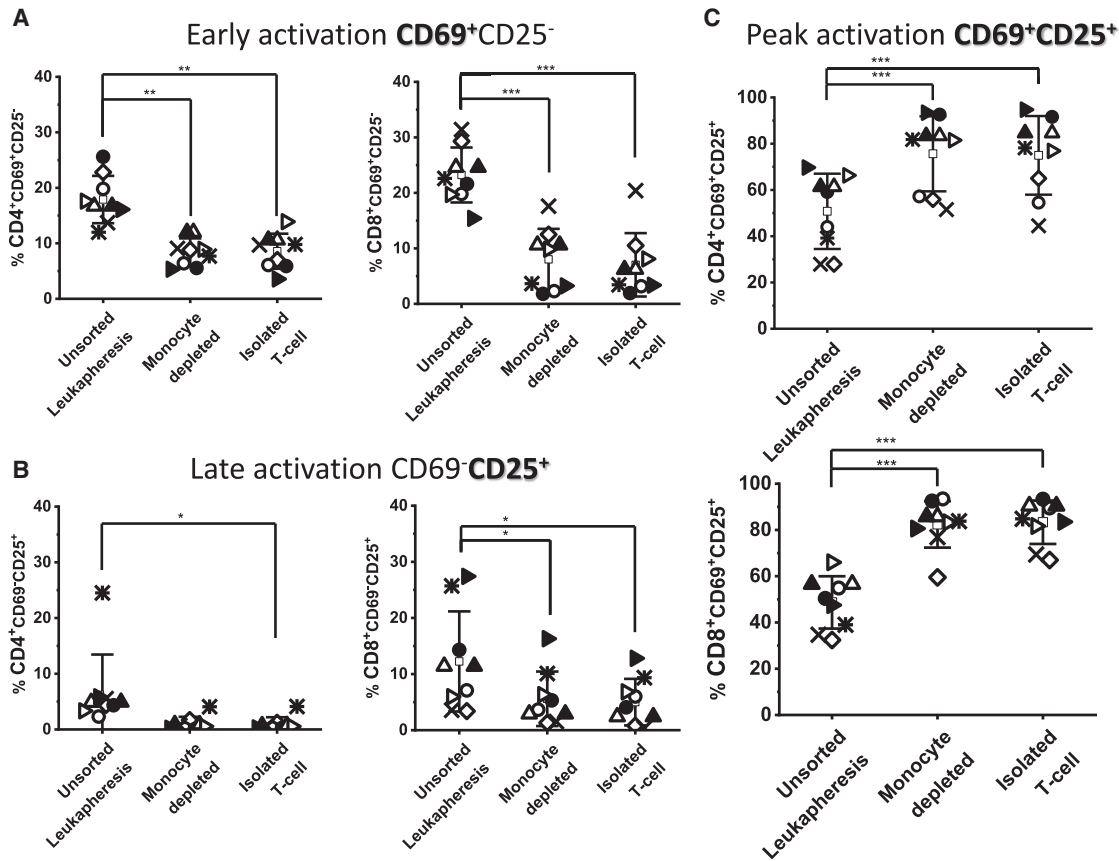 A
Early activation CD69⁺CD25⁻
**
**
40
30
20
10
0
% CD4⁺CD69⁺CD25⁻
Unsorted
Leukapheresis
Monocyte
depleted
Isolated
T-cell
***
***
40
30
20
10
0
% CD8⁺CD69⁺CD25⁻
Unsorted
Leukapheresis
Monocyte
depleted
Isolated
T-cell
B
Late activation CD69⁻CD25⁺
*
40
30
20
10
0
% CD4⁺CD69⁻CD25⁺
Unsorted
Leukapheresis
Monocyte
depleted
Isolated
T-cell
*
*
40
30
20
10
0
% CD8⁺CD69⁻CD25⁺
Unsorted
Leukapheresis
Monocyte
depleted
Isolated
T-cell
C
Peak activation CD69⁺CD25⁺
***
***
100
80
60
40
20
0
% CD4⁺CD69⁺CD25⁺
Unsorted
Leukapheresis
Monocyte
depleted
Isolated
T-cell
***
***
100
80
60
40
20
0
% CD8⁺CD69⁺CD25⁺
Unsorted
Leukapheresis
Monocyte
depleted
Isolated
T-cell